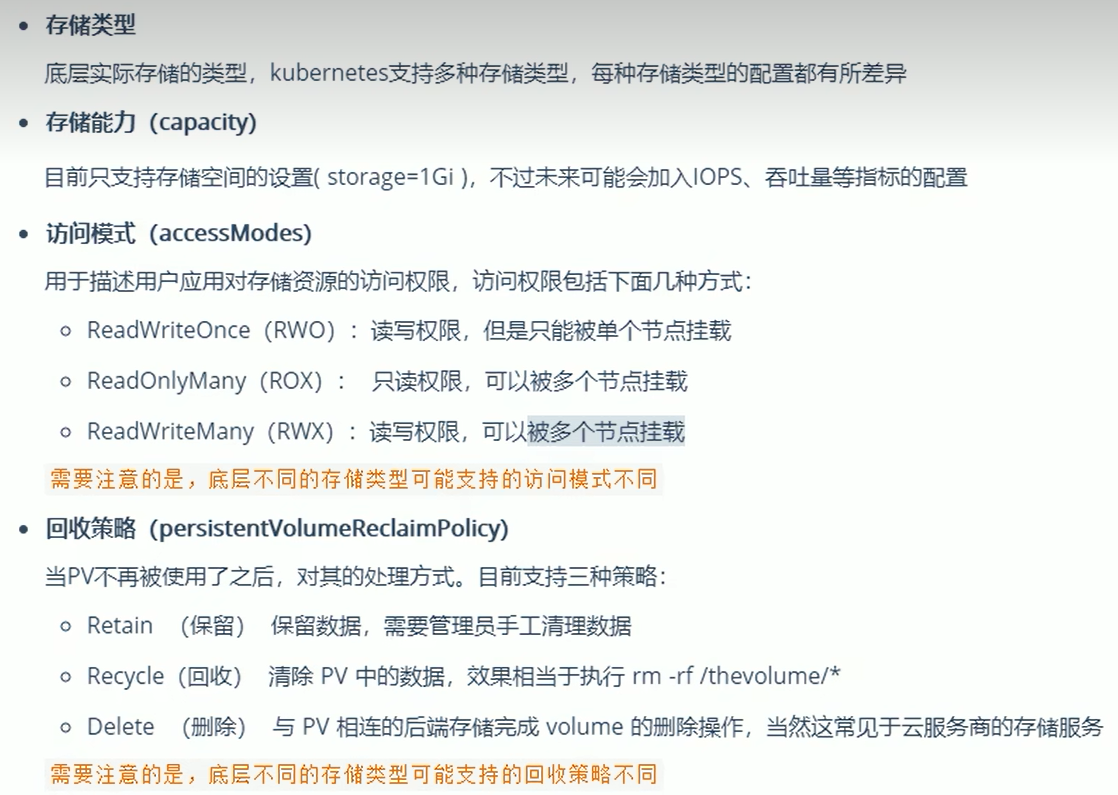 存储类型
底层实际存储的类型，kubernetes支持多种存储类型，每种存储类型的配置都有所差异
存储能力（capacity）
目前只支持存储空间的设置( storage=1Gi )，不过未来可能会加入IOPS、吞吐量等指标的配置
访问模式（accessModes）
用于描述用户应用对存储资源的访问权限，访问权限包括下面几种方式：
ReadWriteOnce（RWO）：读写权限，但是只能被单个节点挂载
ReadOnlyMany（ROX）： 只读权限，可以被多个节点挂载
ReadWriteMany（RWX）：读写权限，可以被多个节点挂载
需要注意的是，底层不同的存储类型可能支持的访问模式不同
回收策略（persistentVolumeReclaimPolicy）
当PV不再被使用了之后，对其的处理方式。目前支持三种策略：
Retain （保留） 保留数据，需要管理员手工清理数据
Recycle（回收） 清除 PV 中的数据，效果相当于执行 rm -rf /thevolume/*
Delete （删除） 与 PV 相连的后端存储完成 volume 的删除操作，当然这常见于云服务商的存储服务
需要注意的是，底层不同的存储类型可能支持的回收策略不同